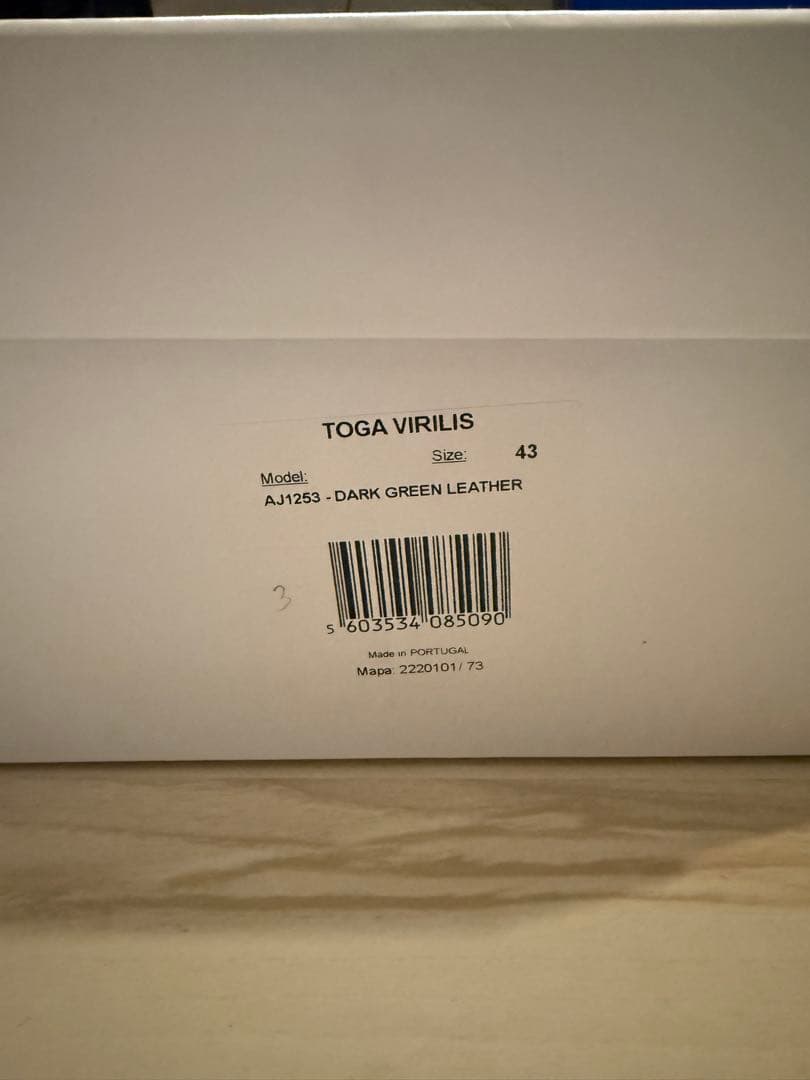 TOGA VIRILIS
Size: 43
Model:
AJ1253 - DARK GREEN LEATHER
3
5 603534 085090
Made in PORTUGAL
Mapa: 2220101/ 73